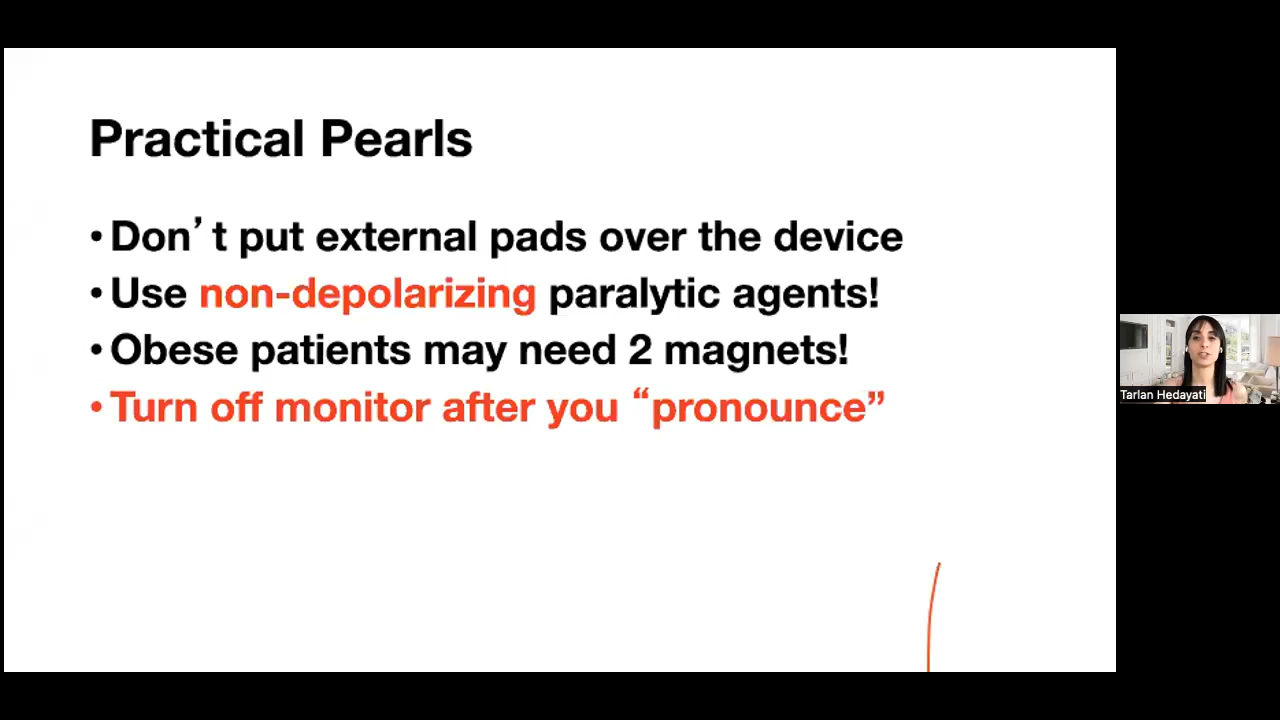 Practical Pearls
• Don’t put external pads over the device
• Use non-depolarizing paralytic agents!
• Obese patients may need 2 magnets!
• Turn off monitor after you “pronounce”
Tarlan Hedayati